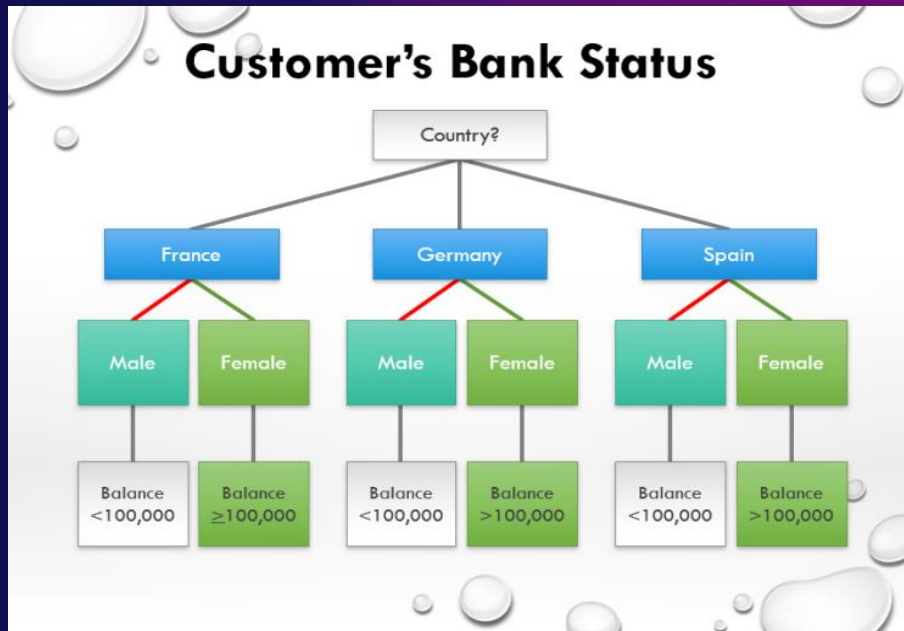 Customer's Bank Status
Country?
France
Germany
Spain
Male
Female
Male
Female
Male
Female
Balance
<100,000
Balance
≥100,000
Balance
<100,000
Balance
>100,000
Balance
<100,000
Balance
>100,000